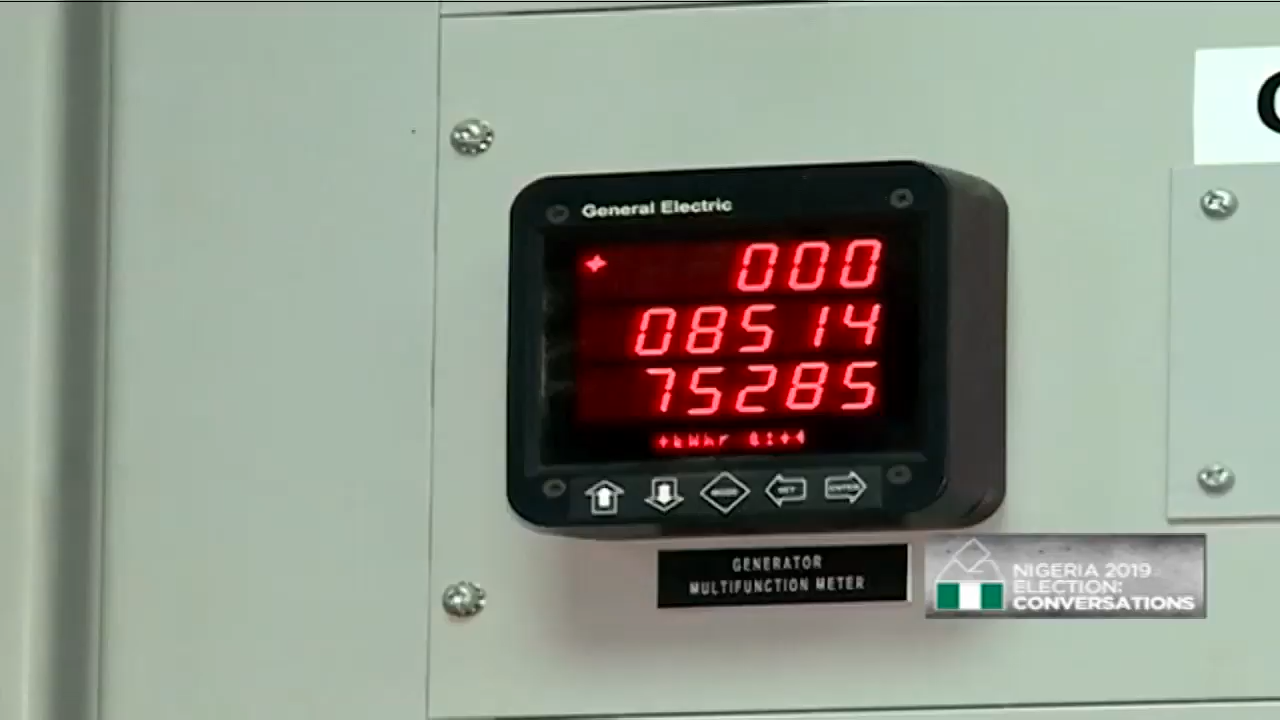 General Electric
000
08514
75285
GENERATOR
MULTIFUNCTION METER
NIGERIA 2019
ELECTION:
CONVERSATIONS